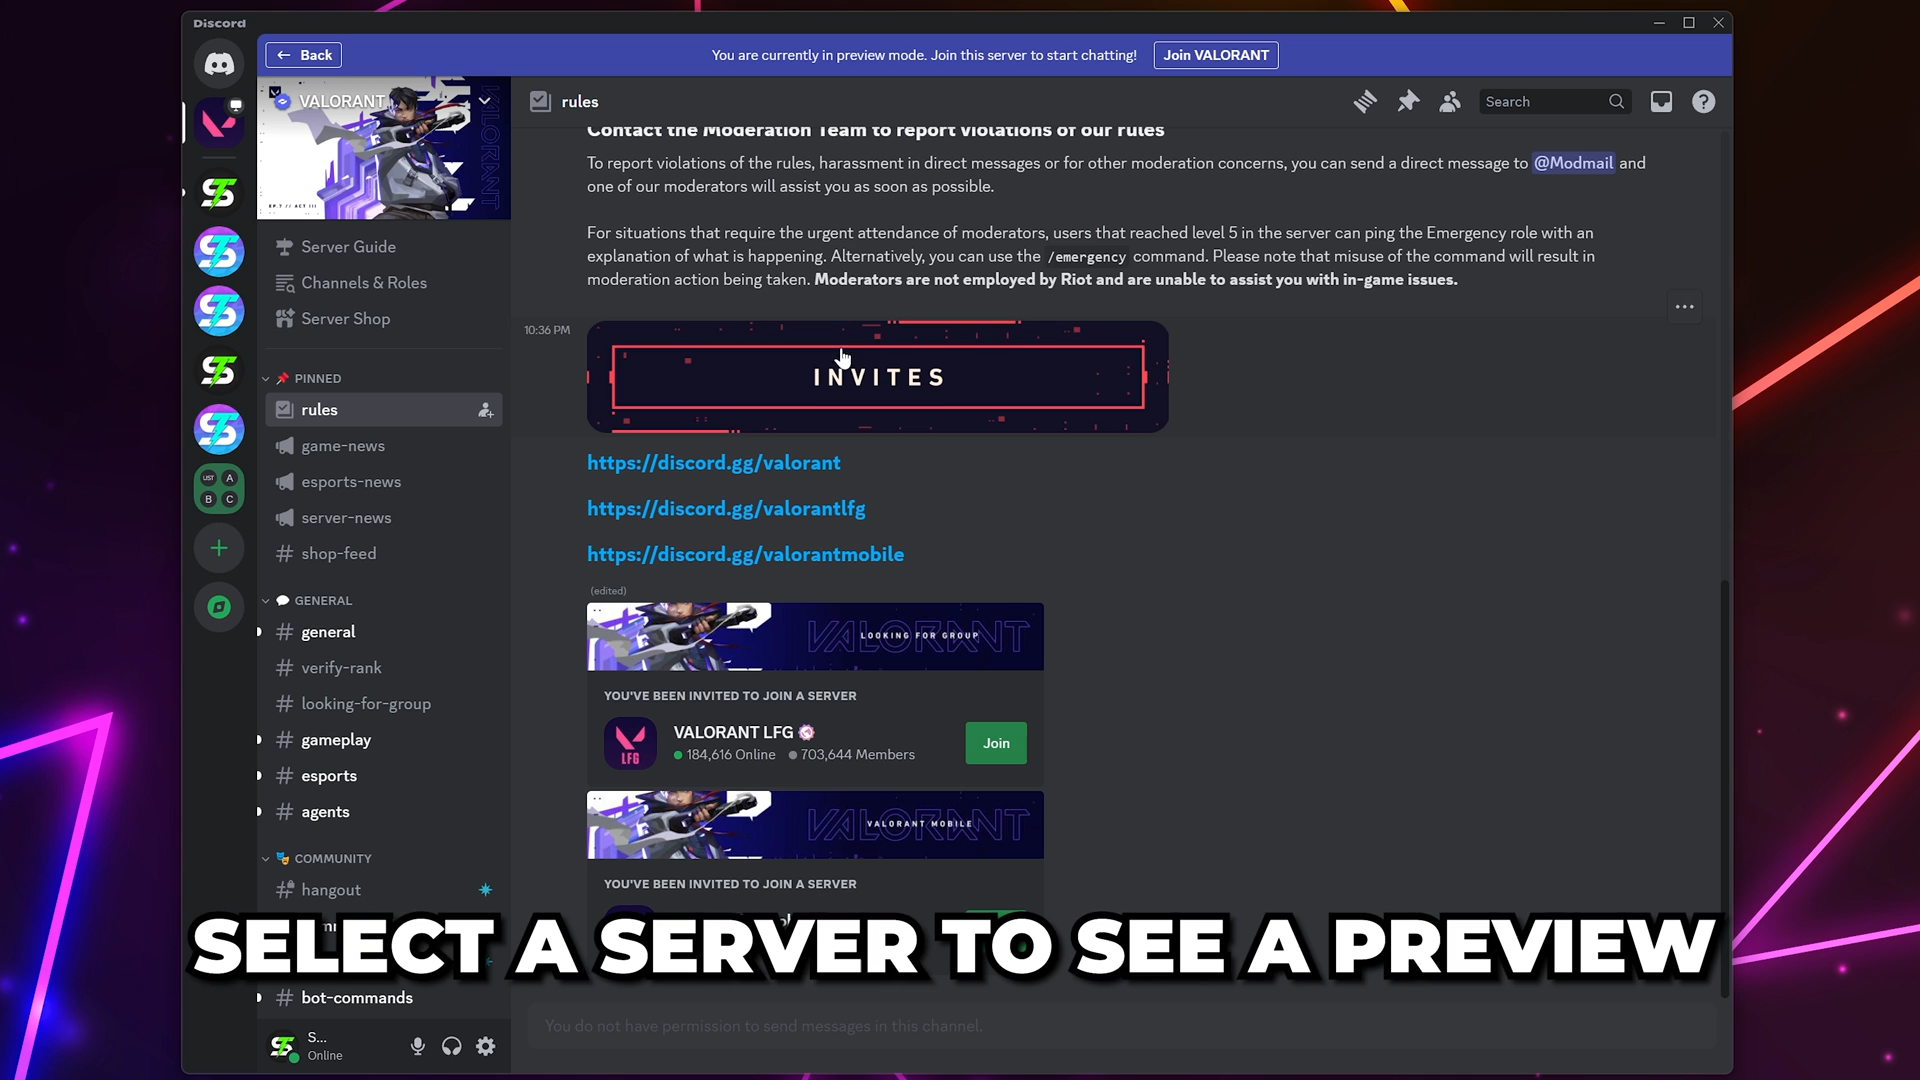 Discord
Back
You are currently in preview mode. Join this server to start chatting!
Join VALORANT
VALORANT
EP.7 // ACT III
VALORANT
rules
Search
Server Guide
Channels & Roles
Server Shop
PINNED
rules
game-news
esports-news
server-news
shop-feed
GENERAL
general
verify-rank
looking-for-group
gameplay
esports
agents
COMMUNITY
hangout
bot-commands
S...
Online
LIST A
B C
Contact the Moderation Team to report violations of our rules
To report violations of the rules, harassment in direct messages or for other moderation concerns, you can send a direct message to @Modmail and
one of our moderators will assist you as soon as possible.
For situations that require the urgent attendance of moderators, users that reached level 5 in the server can ping the Emergency role with an
explanation of what is happening. Alternatively, you can use the /emergency command. Please note that misuse of the command will result in
moderation action being taken. Moderators are not employed by Riot and are unable to assist you with in-game issues.
10:36 PM
INVITES
https://discord.gg/valorant
https://discord.gg/valorantlfg
https://discord.gg/valorantmobile
(edited)
VALORANT
LOOKING FOR GROUP
YOU'VE BEEN INVITED TO JOIN A SERVER
LFG
VALORANT LFG
184,616 Online 703,644 Members
Join
VALORANT
VALORANT MOBILE
YOU'VE BEEN INVITED TO JOIN A SERVER
SELECT A SERVER TO SEE A PREVIEW
You do not have permission to send messages in this channel.